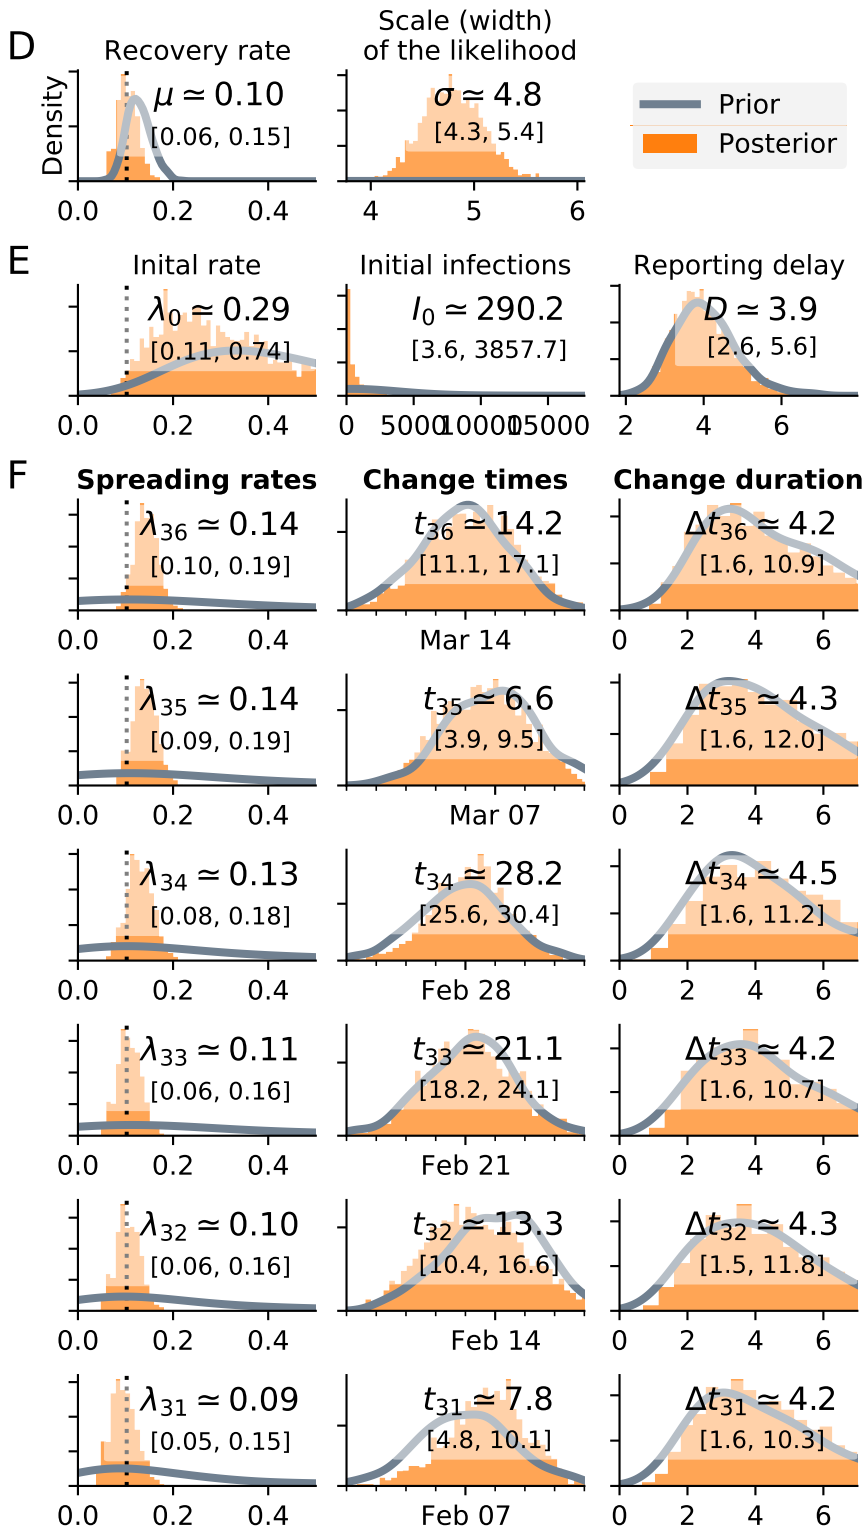 D
Recovery rate
Scale (width)
of the likelihood
Density
μ ≃ 0.10
[0.06, 0.15]
0.0 0.2 0.4
σ ≃ 4.8
[4.3, 5.4]
4 5 6
Prior
Posterior
E
Inital rate
λ0 ≃ 0.29
[0.11, 0.74]
0.0 0.2 0.4
Initial infections
I0 ≃ 290.2
[3.6, 3857.7]
0 5000 10000 15000
Reporting delay
D ≃ 3.9
[2.6, 5.6]
2 4 6
F
Spreading rates Change times Change duration
λ36 ≃ 0.14
[0.10, 0.19]
0.0 0.2 0.4
t36 ≃ 14.2
[11.1, 17.1]
Mar 14
Δt36 ≃ 4.2
[1.6, 10.9]
0 2 4 6
λ35 ≃ 0.14
[0.09, 0.19]
0.0 0.2 0.4
t35 ≃ 6.6
[3.9, 9.5]
Mar 07
Δt35 ≃ 4.3
[1.6, 12.0]
0 2 4 6
λ34 ≃ 0.13
[0.08, 0.18]
0.0 0.2 0.4
t34 ≃ 28.2
[25.6, 30.4]
Feb 28
Δt34 ≃ 4.5
[1.6, 11.2]
0 2 4 6
λ33 ≃ 0.11
[0.06, 0.16]
0.0 0.2 0.4
t33 ≃ 21.1
[18.2, 24.1]
Feb 21
Δt33 ≃ 4.2
[1.6, 10.7]
0 2 4 6
λ32 ≃ 0.10
[0.06, 0.16]
0.0 0.2 0.4
t32 ≃ 13.3
[10.4, 16.6]
Feb 14
Δt32 ≃ 4.3
[1.5, 11.8]
0 2 4 6
λ31 ≃ 0.09
[0.05, 0.15]
0.0 0.2 0.4
t31 ≃ 7.8
[4.8, 10.1]
Feb 07
Δt31 ≃ 4.2
[1.6, 10.3]
0 2 4 6